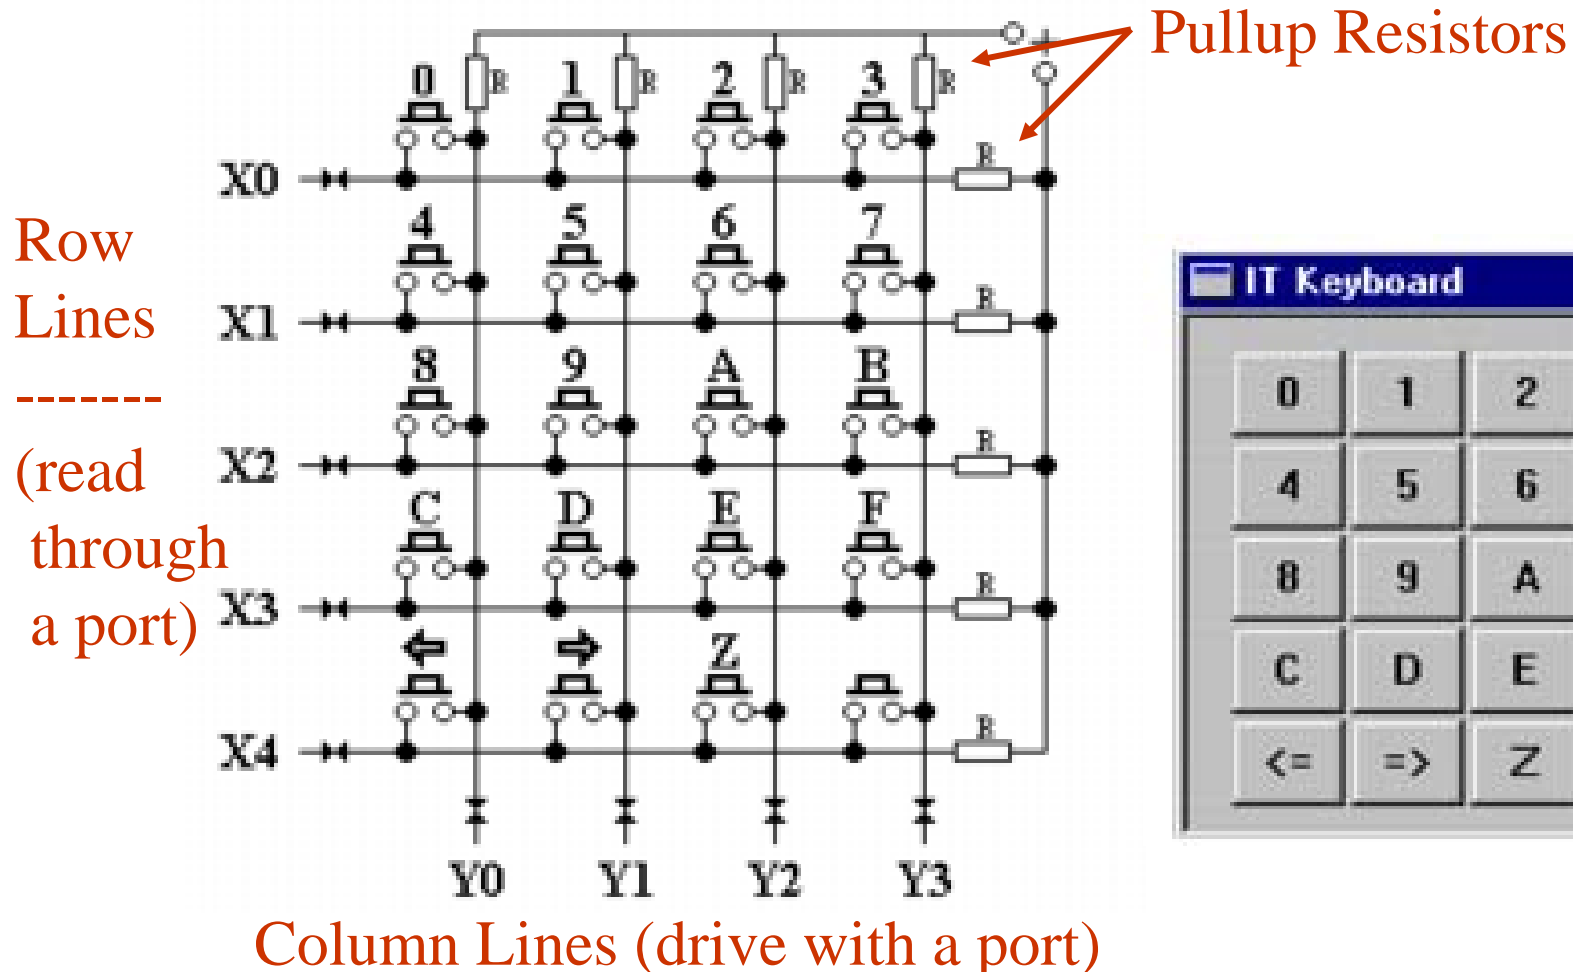 Pullup Resistors
0 R 1 R 2 R 3 R
R
X0
4 5 6 7
R
X1
8 9 A B
R
X2
C D E F
R
X3
Z
R
X4
Y0 Y1 Y2 Y3
Row
Lines
-------
(read
through
a port)
Column Lines (drive with a port)
IT Keyboard
0 1 2
4 5 6
8 9 A
C D E
<= => Z